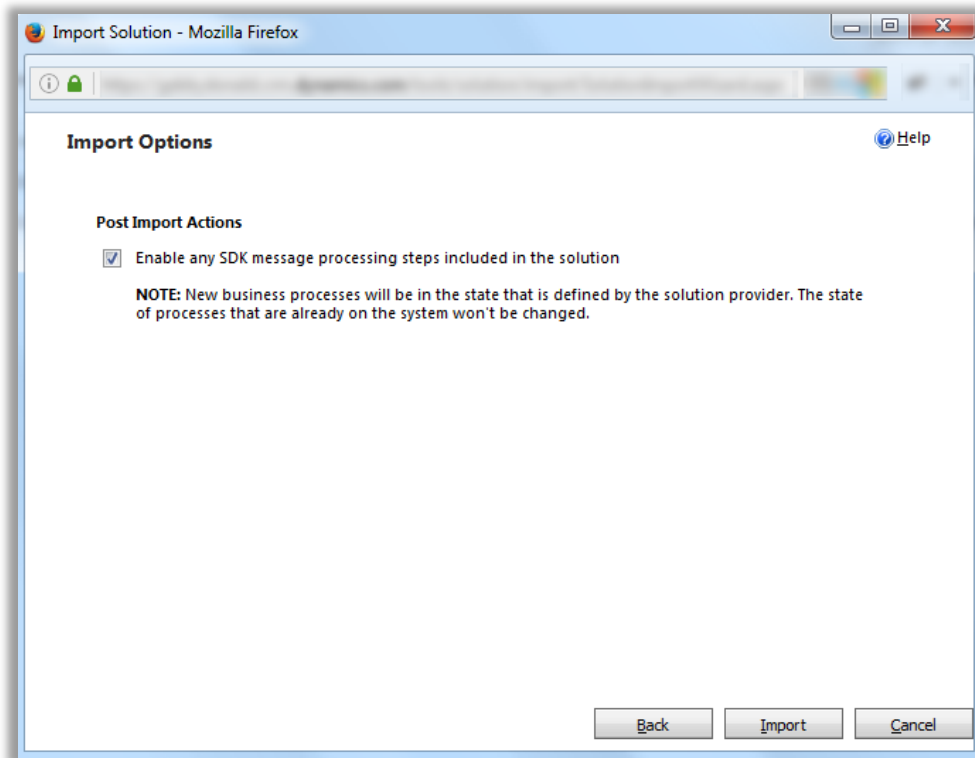 Import Solution - Mozilla Firefox
Import Options
Help
Post Import Actions
Enable any SDK message processing steps included in the solution
NOTE: New business processes will be in the state that is defined by the solution provider. The state
of processes that are already on the system won't be changed.
Back Import Cancel